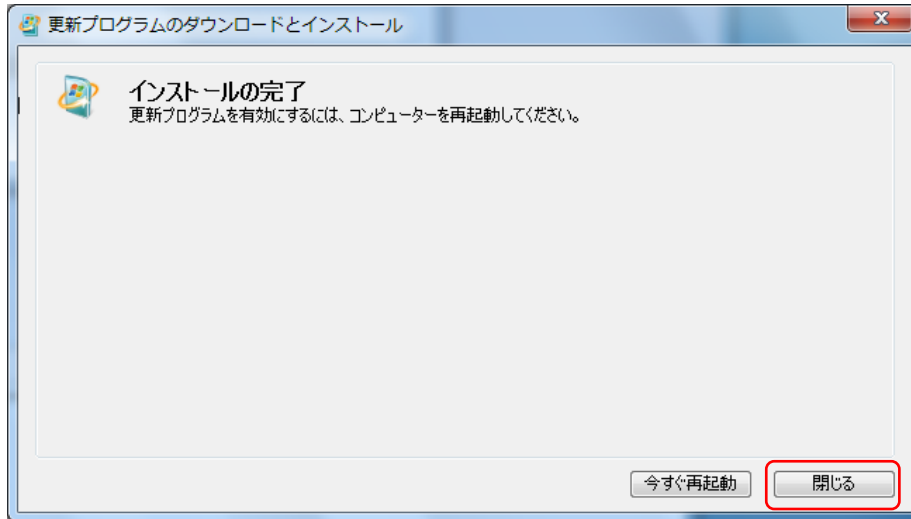 更新プログラムのダウンロードとインストール
インストールの完了
更新プログラムを有効にするには、コンピューターを再起動してください。
今すぐ再起動
閉じる